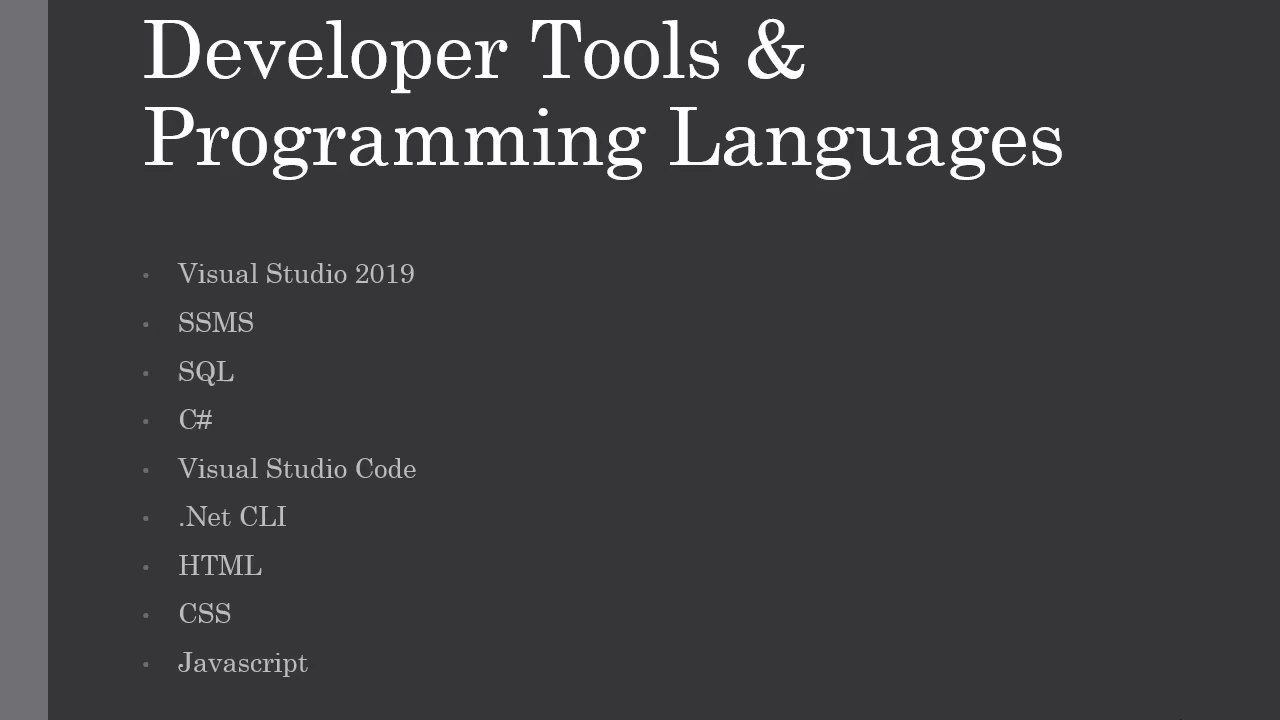 Developer Tools &
Programming Languages
• Visual Studio 2019
• SSMS
• SQL
• C#
• Visual Studio Code
• .Net CLI
• HTML
• CSS
• Javascript